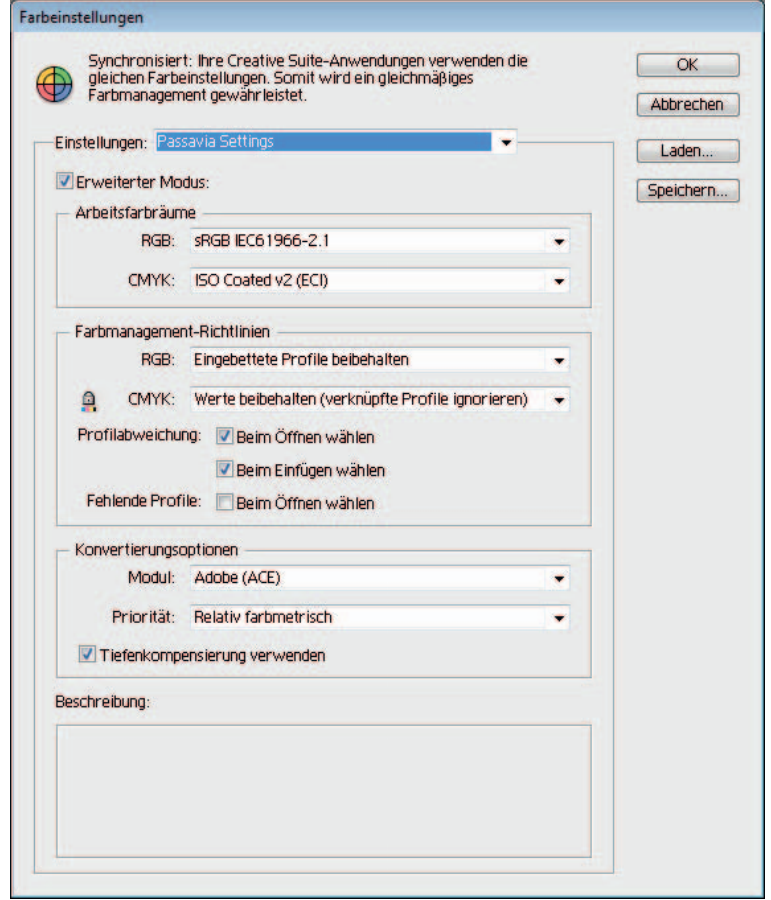 Farbeinstellungen
Synchronisiert: Ihre Creative Suite-Anwendungen verwenden die
gleichen Farbeinstellungen. Somit wird ein gleichmäßiges
Farbmanagement gewährleistet.
OK
Abbrechen
Laden...
Speichern...
Einstellungen: Passavia Settings
Erweiterter Modus:
Arbeitsfarbräume
RGB: sRGB IEC61966-2.1
CMYK: ISO Coated v2 (ECI)
Farbmanagement-Richtlinien
RGB: Eingebettete Profile beibehalten
CMYK: Werte beibehalten (verknüpfte Profile ignorieren)
Profilabweichung: Beim Öffnen wählen
Beim Einfügen wählen
Fehlende Profile: Beim Öffnen wählen
Konvertierungsoptionen
Modul: Adobe (ACE)
Priorität: Relativ farbmetrisch
Tiefenkompensierung verwenden
Beschreibung: